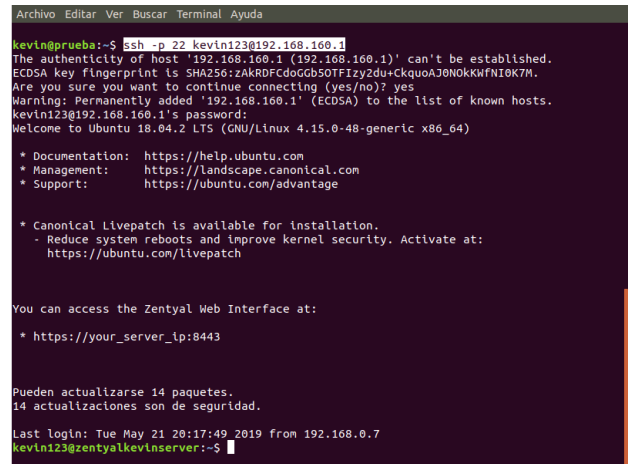 Archivo Editar Ver Buscar Terminal Ayuda
kevin@prueba:~$ ssh -p 22 kevin123@192.168.160.1
The authenticity of host '192.168.160.1 (192.168.160.1)' can't be established.
ECDSA key fingerprint is SHA256:zAkRDFCdoGGb5OTFIzy2du+CkquoAJ0NOkKWfNI0K7M.
Are you sure you want to continue connecting (yes/no)? yes
Warning: Permanently added '192.168.160.1' (ECDSA) to the list of known hosts.
kevin123@192.168.160.1's password:
Welcome to Ubuntu 18.04.2 LTS (GNU/Linux 4.15.0-48-generic x86_64)
* Documentation: https://help.ubuntu.com
* Management: https://landscape.canonical.com
* Support: https://ubuntu.com/advantage
* Canonical Livepatch is available for installation.
- Reduce system reboots and improve kernel security. Activate at:
https://ubuntu.com/livepatch
You can access the Zentyal Web Interface at:
* https://your_server_ip:8443
Pueden actualizarse 14 paquetes.
14 actualizaciones son de seguridad.
Last login: Tue May 21 20:17:49 2019 from 192.168.0.7
kevin123@zentyalkevinserver:~$